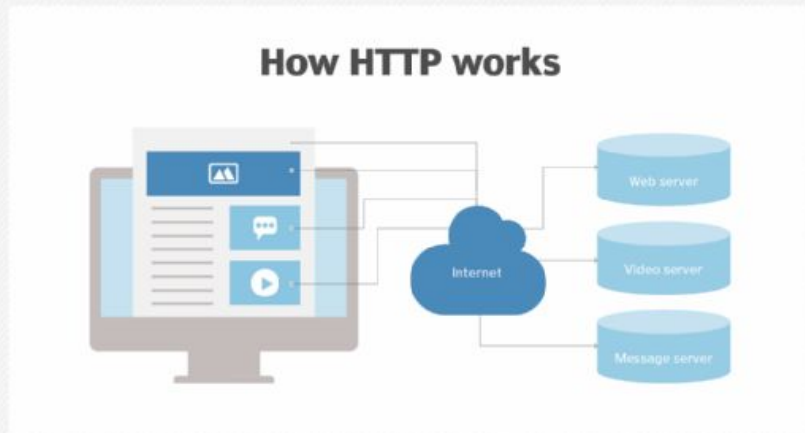 How HTTP works
Web server
Internet
Video server
Message server